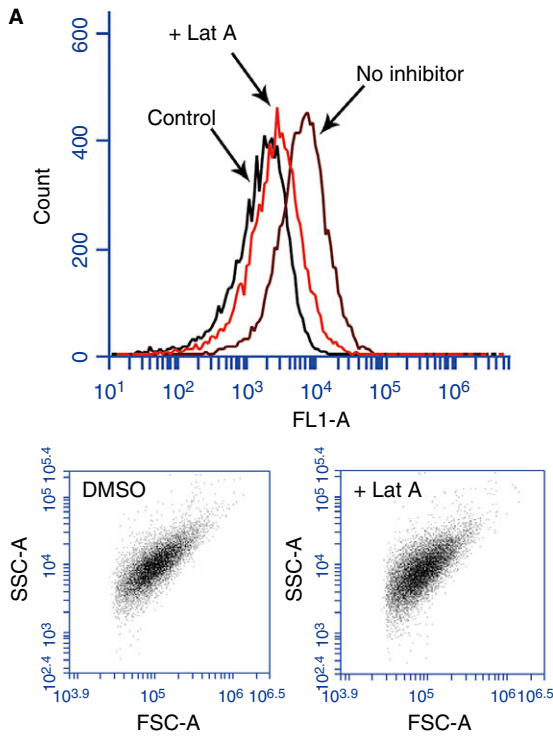 A
600
+ Lat A
No inhibitor
Control
400
Count
200
0
10¹ 10² 10³ 10⁴ 10⁵ 10⁶
FL1-A
DMSO
10⁵ 10⁵·⁴
10⁴
10³
10²·⁴
SSC-A
10³·⁹ 10⁵ 10⁶ 10⁶·⁵
FSC-A
+ Lat A
10⁵ 10⁵·⁴
10⁴
10³
10²·⁴
SSC-A
10³·⁹ 10⁵ 10⁶ 10⁶·⁵
FSC-A